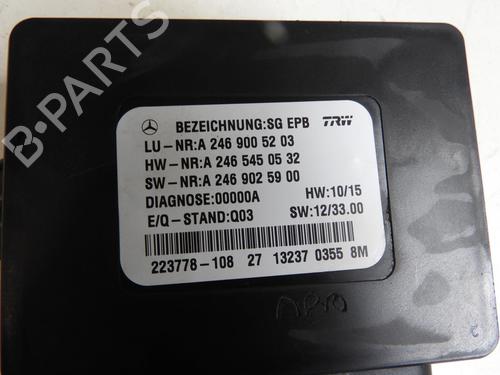 B-PARTS
BEZEICHNUNG:SG EPB TRW
LU-NR:A 246 900 52 03
HW-NR:A 246 545 05 32
SW-NR:A 246 902 59 00
DIAGNOSE:00000A HW:10/15
E/Q-STAND:Q03 SW:12/33.00
223778-108 27 13237 0355 8M